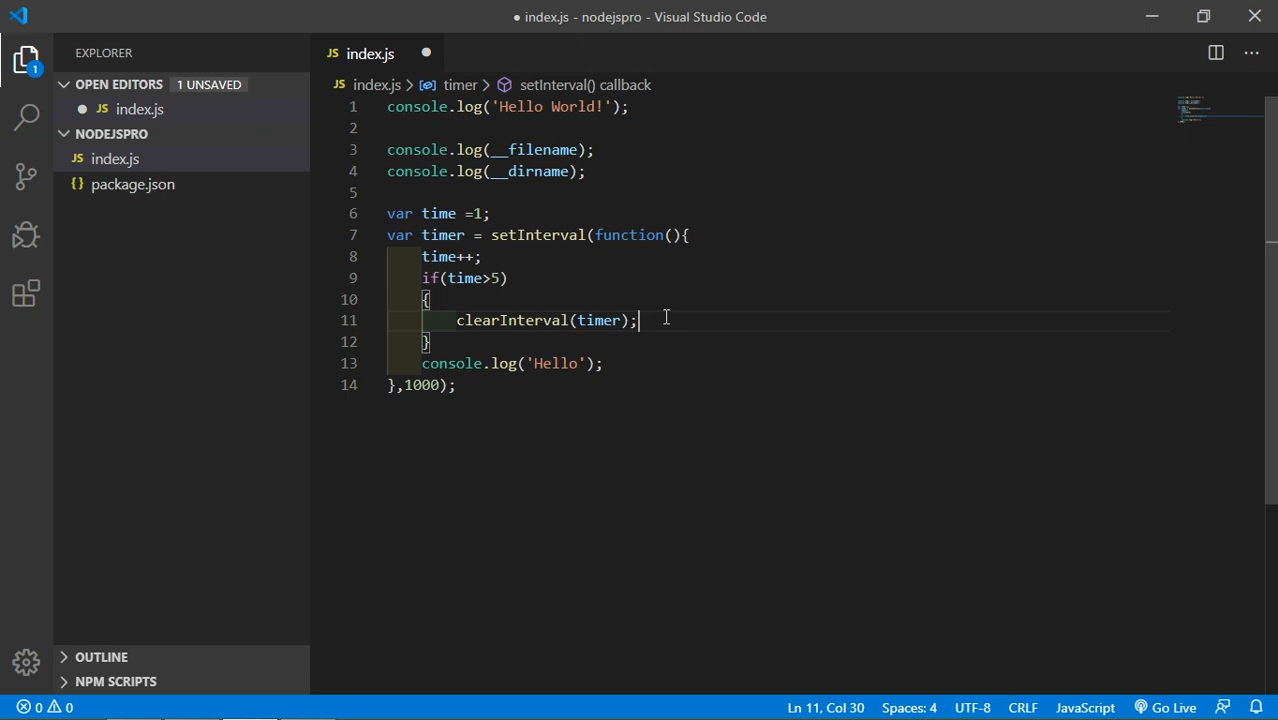 ● index.js - nodejspro - Visual Studio Code
EXPLORER
JS index.js ●
OPEN EDITORS 1 UNSAVED
● JS index.js
NODEJSPRO
JS index.js
{} package.json
OUTLINE
NPM SCRIPTS
1
JS index.js > timer > setInterval() callback
1 console.log('Hello World!');
2
3 console.log(__filename);
4 console.log(__dirname);
5
6 var time =1;
7 var timer = setInterval(function(){
8 time++;
9 if(time>5)
10 {
11 clearInterval(timer);
12 }
13 console.log('Hello');
14 },1000);
0 0 Ln 11, Col 30 Spaces: 4 UTF-8 CRLF JavaScript Go Live